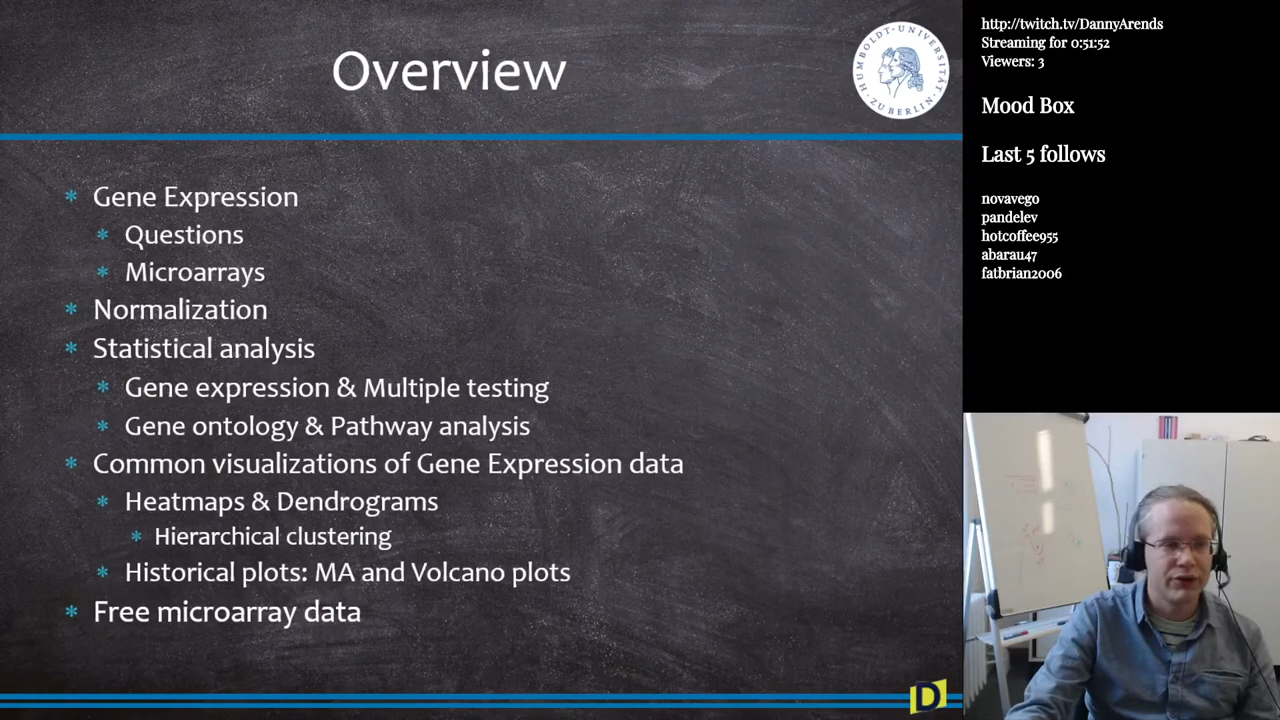 Overview
HUMBOLDT-UNIVERSITÄT
ZU BERLIN
* Gene Expression
* Questions
* Microarrays
* Normalization
* Statistical analysis
* Gene expression & Multiple testing
* Gene ontology & Pathway analysis
* Common visualizations of Gene Expression data
* Heatmaps & Dendrograms
* Hierarchical clustering
* Historical plots: MA and Volcano plots
* Free microarray data
D
http://twitch.tv/DannyArends
Streaming for 0:51:52
Viewers: 3
Mood Box
Last 5 follows
novavego
pandelev
hotcoffee955
abarau47
fatbrian2006